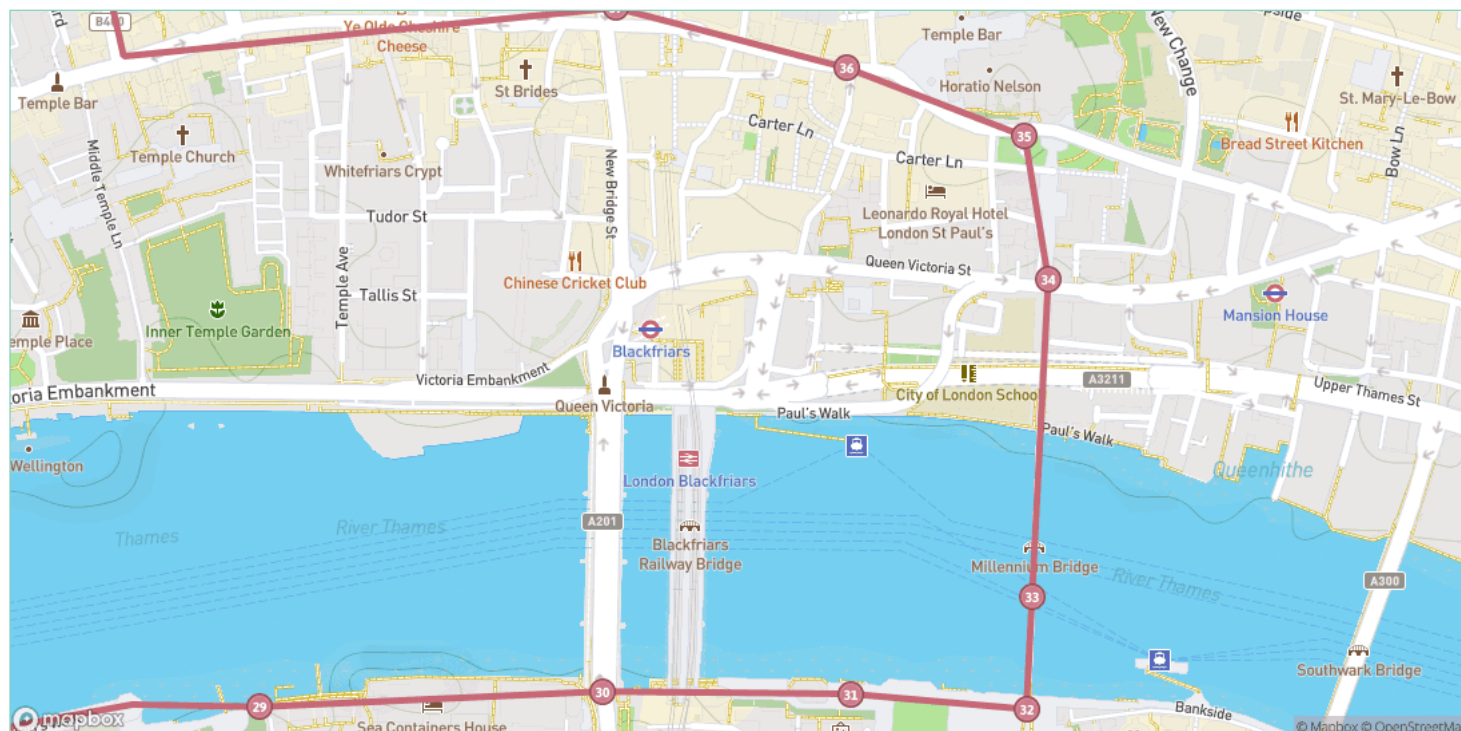 B400
Ye Olde Cheshire
Cheese
Temple Bar
New Change
36
St Brides
Horatio Nelson
St. Mary-Le-Bow
Temple Bar
Carter Ln
35
Bread Street Kitchen
Bow Ln
Temple Church
Middle Temple Ln
Whitefriars Crypt
New Bridge St
Carter Ln
Leonardo Royal Hotel
London St Paul's
Tudor St
Temple Ave
Queen Victoria St
34
Chinese Cricket Club
Tallis St
Mansion House
Inner Temple Garden
emple Place
Blackfriars
Victoria Embankment
oria Embankment
A3211
Upper Thames St
City of London School
Queen Victoria
Paul's Walk
Paul's Walk
Wellington
Queenhithe
London Blackfriars
A201
River Thames
Thames
Blackfriars
Railway Bridge
Millennium Bridge
River Thames
A300
33
Southwark Bridge
29
30
31
32
Bankside
mapbox
Sea Containers House
© Mapbox © OpenStreetMa